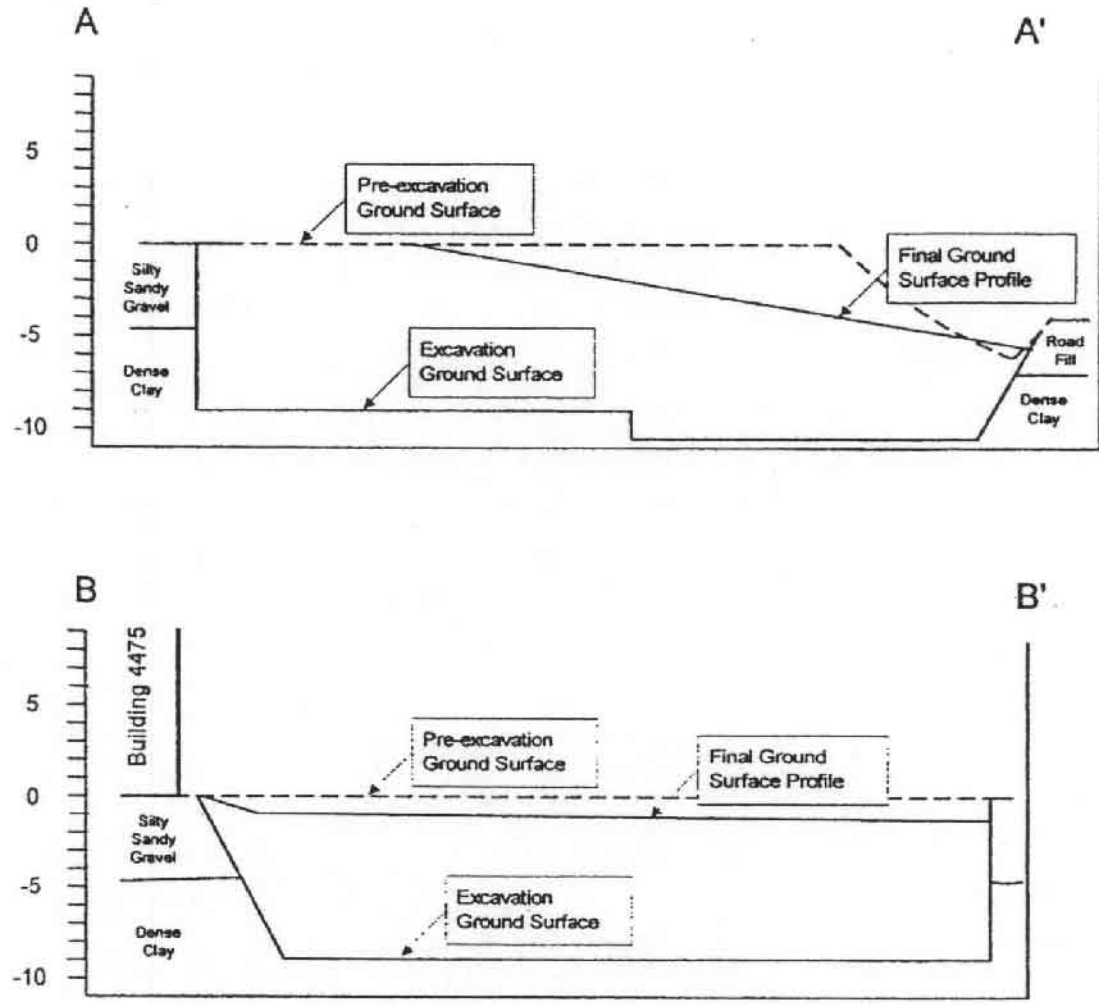 A
A'
5
0
-5
-10
Pre-excavation
Ground Surface
Final Ground
Surface Profile
Silty
Sandy
Gravel
Excavation
Ground Surface
Dense
Clay
Road
Fill
Dense
Clay
B
B'
Building 4475
5
0
-5
-10
Pre-excavation
Ground Surface
Final Ground
Surface Profile
Silty
Sandy
Gravel
Excavation
Ground Surface
Dense
Clay